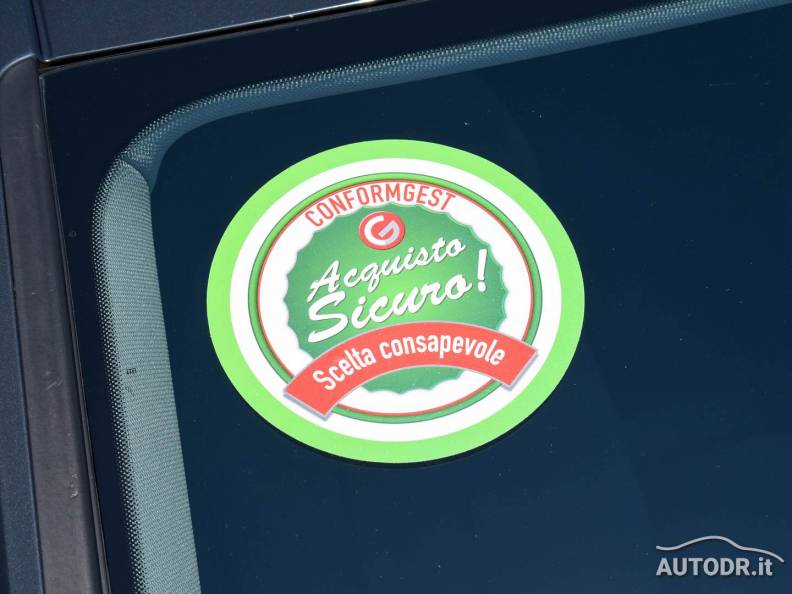 CONFORMGEST
Acquisto
Sicuro!
Scelta consapevole
AUTODR.it